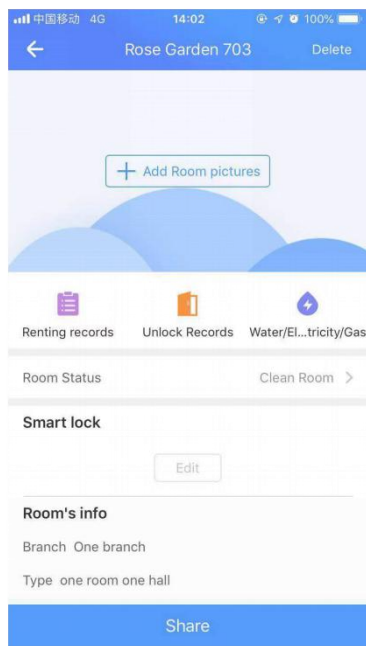 中国移动 4G 14:02 100%
Rose Garden 703 Delete
Add Room pictures
Renting records Unlock Records Water/El...tricity/Gas
Room Status Clean Room
Smart lock
Edit
Room's info
Branch One branch
Type one room one hall
Share